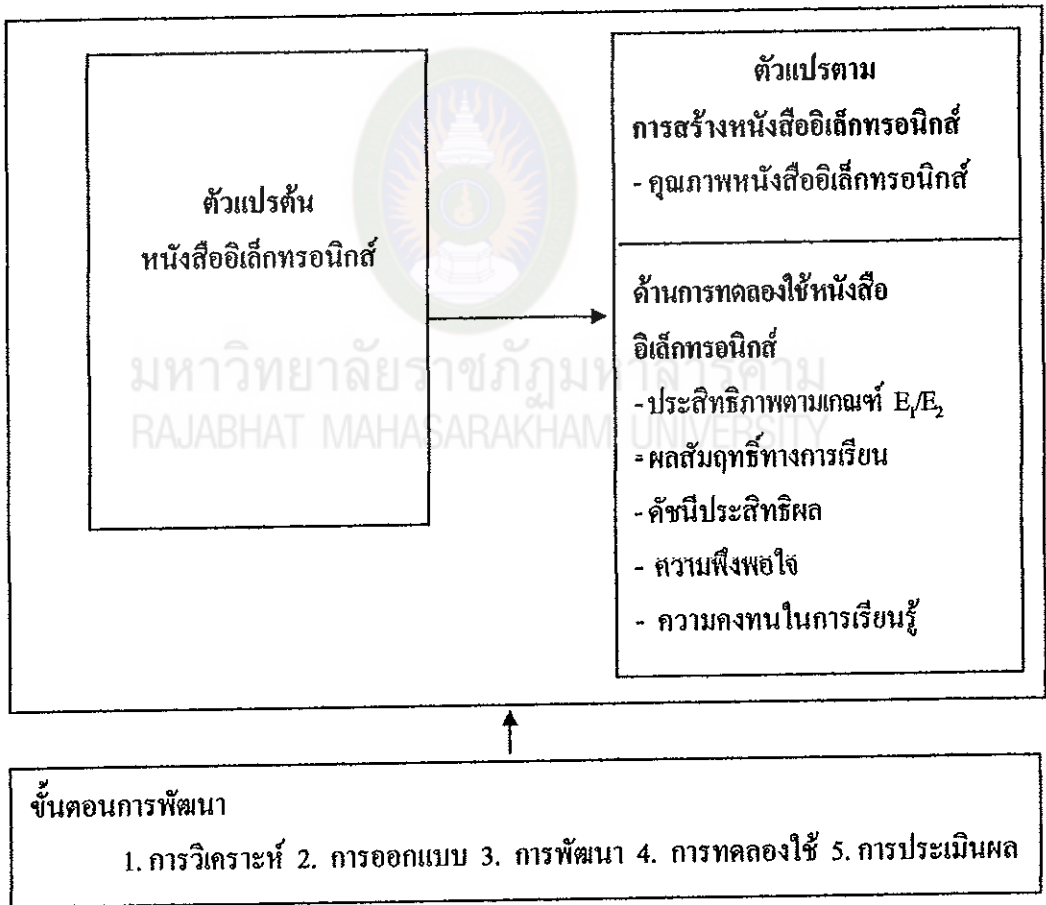 ตัวแปรต้น
หนังสืออิเล็กทรอนิกส์
ตัวแปรตาม
การสร้างหนังสืออิเล็กทรอนิกส์
- คุณภาพหนังสืออิเล็กทรอนิกส์
ด้านการทดลองใช้หนังสือ
อิเล็กทรอนิกส์
- ประสิทธิภาพตามเกณฑ์ E₁/E₂
- ผลสัมฤทธิ์ทางการเรียน
- ดัชนีประสิทธิผล
- ความพึงพอใจ
- ความคงทนในการเรียนรู้
มหาวิทยาลัยราชภัฏมหาสารคาม
RAJABHAT MAHASARAKHAM UNIVERSITY
ขั้นตอนการพัฒนา
1. การวิเคราะห์ 2. การออกแบบ 3. การพัฒนา 4. การทดลองใช้ 5. การประเมินผล